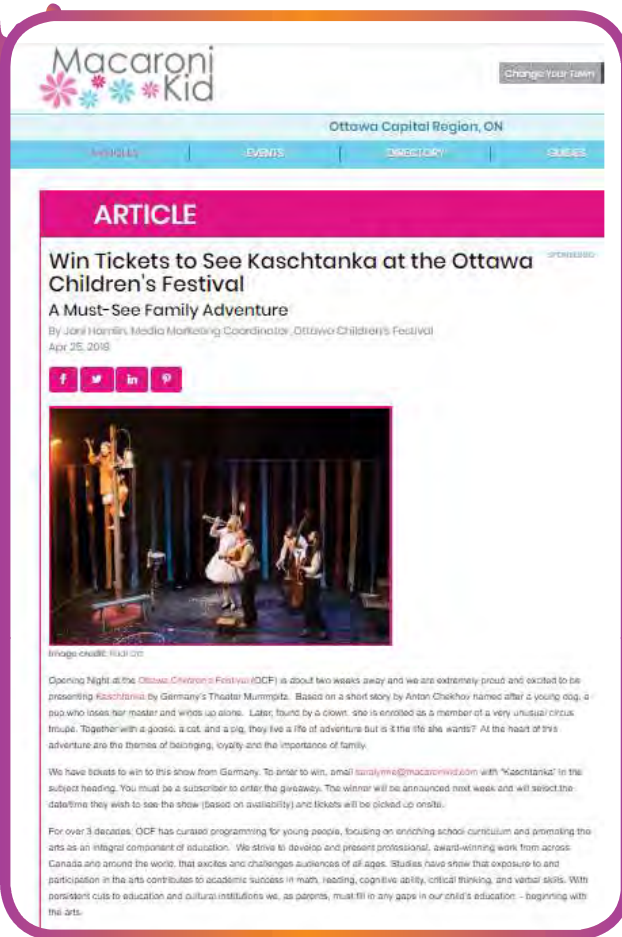 Macaroni
Kid
Change Your Town
Ottawa Capital Region, ON
ARTICLES EVENTS DIRECTORY GUIDES
ARTICLE
Win Tickets to See Kaschtanka at the Ottawa
SPONSORED
Children's Festival
A Must-See Family Adventure
By Jani Hamlin, Media Marketing Coordinator, Ottawa Children's Festival
Apr 25, 2019
f in
Image credit:
Opening Night at the Ottawa Children's Festival (OCF) is about two weeks away and we are extremely proud and excited to be
presenting Kaschtanka by Germany's Theater Mummpitz. Based on a short story by Anton Chekhov named after a young dog, a
pup who loses her master and winds up alone. Later, found by a clown, she is enrolled as a member of a very unusual circus
troupe. Together with a goose, a cat, and a pig, they live a life of adventure but is it the life she wants? At the heart of this
adventure are the themes of belonging, loyalty and the importance of family.
We have tickets to win to this show from Germany. To enter to win, email saralynne@macaronikid.com with "Kaschtanka" in the
subject heading. You must be a subscriber to enter the giveaway. The winner will be announced next week and will select the
date/time they wish to see the show (based on availability) and tickets will be picked up onsite.
For over 3 decades, OCF has curated programming for young people, focusing on enriching school curriculum and promoting the
arts as an integral component of education. We strive to develop and present professional, award-winning work from across
Canada and around the world, that excites and challenges audiences of all ages. Studies have show that exposure to and
participation in the arts contributes to academic success in math, reading, cognitive ability, critical thinking, and verbal skills. With
persistent cuts to education and cultural institutions we, as parents, must fill in any gaps in our child's education - beginning with
the arts.